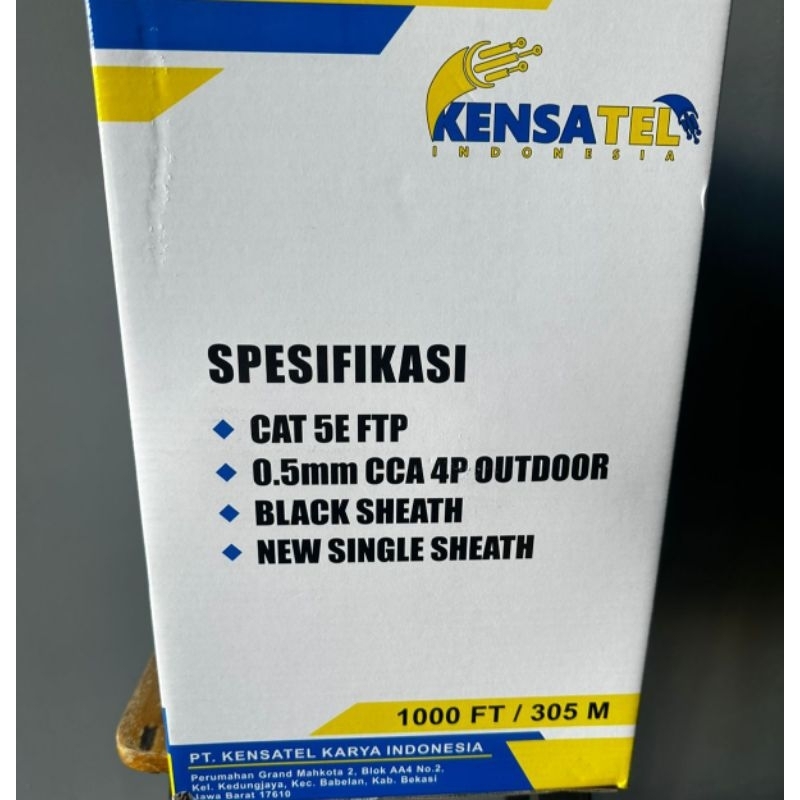 KENSATEL
INDONESIA
SPESIFIKASI
CAT 5E FTP
0.5mm CCA 4P OUTDOOR
BLACK SHEATH
NEW SINGLE SHEATH
1000 FT / 305 M
PT. KENSATEL KARYA INDONESIA
Perumahan Grand Mahkota 2, Blok AA4 No.2,
Kel. Kedungjaya, Kec. Babelan, Kab. Bekasi
Jawa Barat 17610